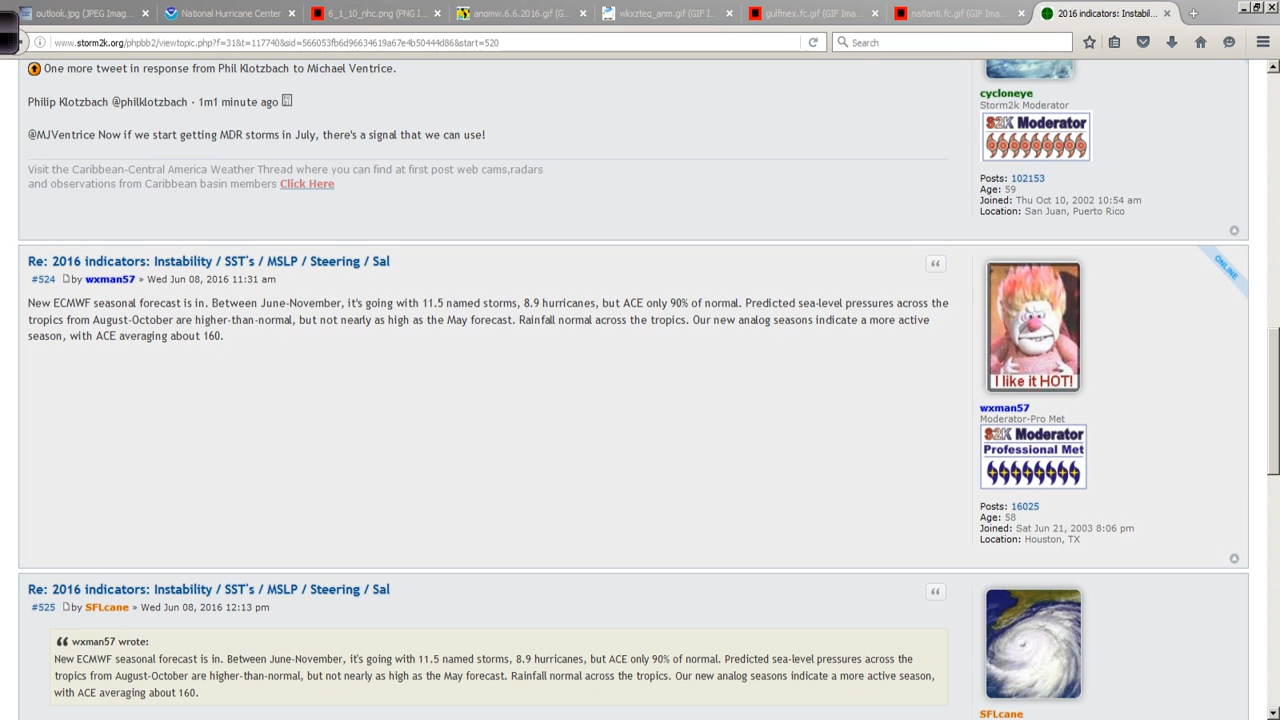 outlook.jpg (JPEG Imag...
National Hurricane Center
6_1_10_nhc.png (PNG I...
anomw.6.6.2016.gif (G...
wkxzteq_anm.gif (GIF I...
gulfmex.fc.gif (GIF Ima...
natlanti.fc.gif (GIF Ima...
2016 indicators: Instabil...
www.storm2k.org/phpbb2/viewtopic.php?f=31&t=117740&sid=566053fb6d96634619a67e4b50444d86&start=520
Search
One more tweet in response from Phil Klotzbach to Michael Ventrice.
Philip Klotzbach @philklotzbach · 1m1 minute ago
@MJVentrice Now if we start getting MDR storms in July, that's a signal that we can use!
Visit the Caribbean-Central America Weather Thread where you can find at first post web cams,radars
and observations from Caribbean basin members Click Here
cycloneye
Storm2k Moderator
S2K Moderator
Posts: 102153
Age: 59
Joined: Thu Oct 10, 2002 10:54 am
Location: San Juan, Puerto Rico
Re: 2016 indicators: Instability / SST's / MSLP / Steering / Sal
#524 by wxman57 » Wed Jun 08, 2016 11:31 am
New ECMWF seasonal forecast is in. Between June-November, it's going with 11.5 named storms, 8.9 hurricanes, but ACE only 90% of normal. Predicted sea-level pressures across the
tropics from August-October are higher-than-normal, but not nearly as high as the May forecast. Rainfall normal across the tropics. Our new analog seasons indicate a more active
season, with ACE averaging about 160.
ONLINE
I like it HOT!
wxman57
Moderator-Pro Met
S2K Moderator
Professional Met
Posts: 16025
Age: 58
Joined: Sat Jun 21, 2003 8:06 pm
Location: Houston, TX
Re: 2016 indicators: Instability / SST's / MSLP / Steering / Sal
#525 by SFLcane » Wed Jun 08, 2016 12:13 pm
wxman57 wrote:
New ECMWF seasonal forecast is in. Between June-November, it's going with 11.5 named storms, 8.9 hurricanes, but ACE only 90% of normal. Predicted sea-level pressures across the
tropics from August-October are higher-than-normal, but not nearly as high as the May forecast. Rainfall normal across the tropics. Our new analog seasons indicate a more active season,
with ACE averaging about 160.
SFLcane